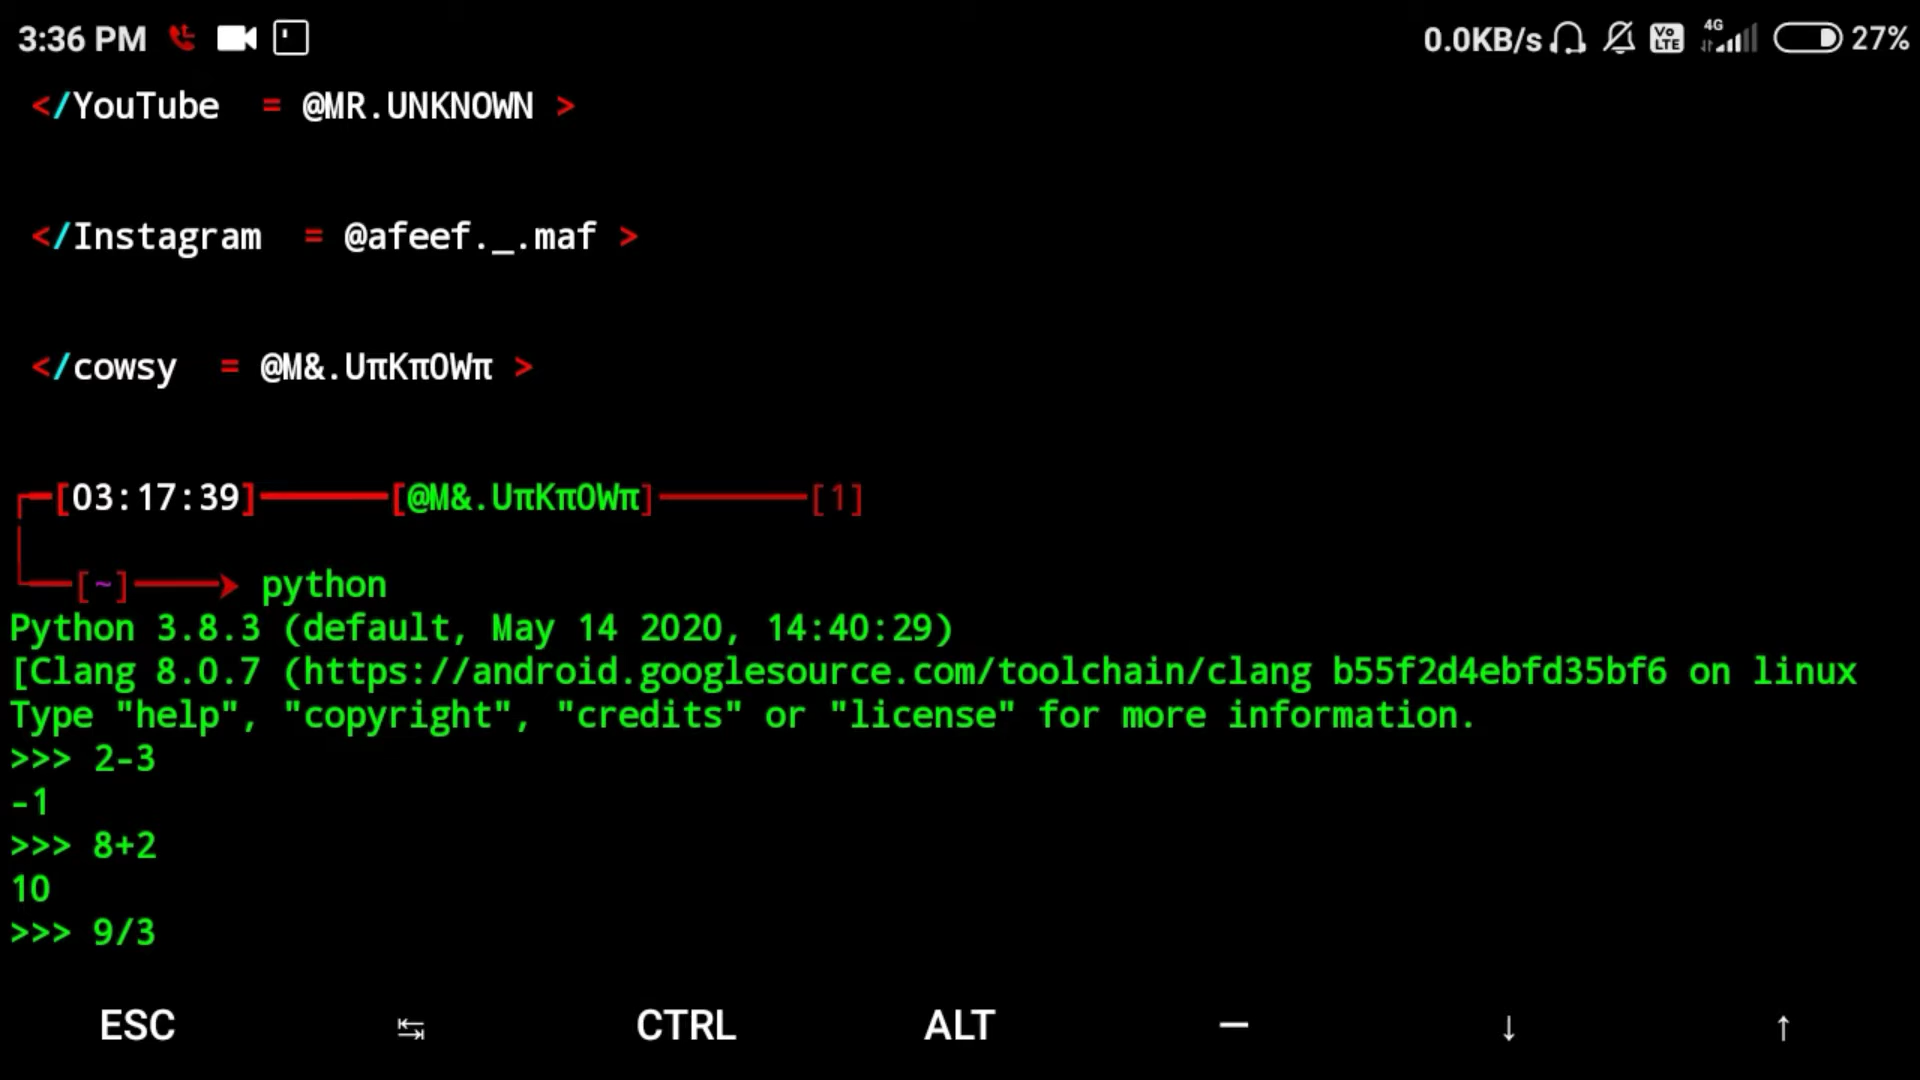 3:36 PM 0.0KB/s Vo LTE 4G 27%
</YouTube = @MR.UNKNOWN >
</Instagram = @afeef._.maf >
</cowsy = @M&.UπKπOWπ >
[03:17:39] [@M&.UπKπOWπ] [1]
[~] python
Python 3.8.3 (default, May 14 2020, 14:40:29)
[Clang 8.0.7 (https://android.googlesource.com/toolchain/clang b55f2d4ebfd35bf6 on linux
Type "help", "copyright", "credits" or "license" for more information.
>>> 2-3
-1
>>> 8+2
10
>>> 9/3
ESC ↹ CTRL ALT — ↓ ↑